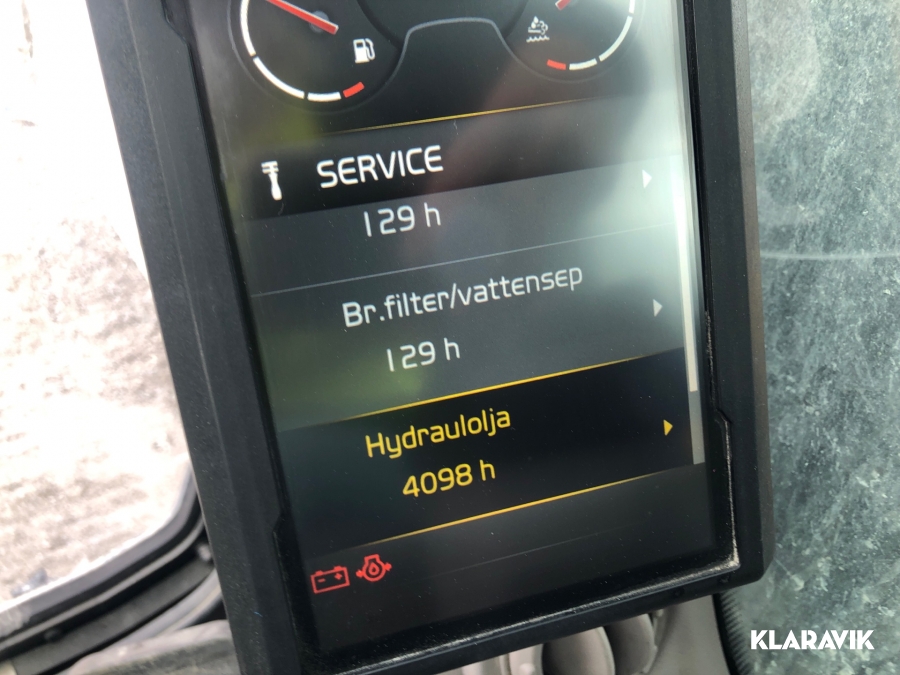 SERVICE
129 h
Br.filter/vattensep
129 h
Hydraulolja
4098 h
KLARAVIK